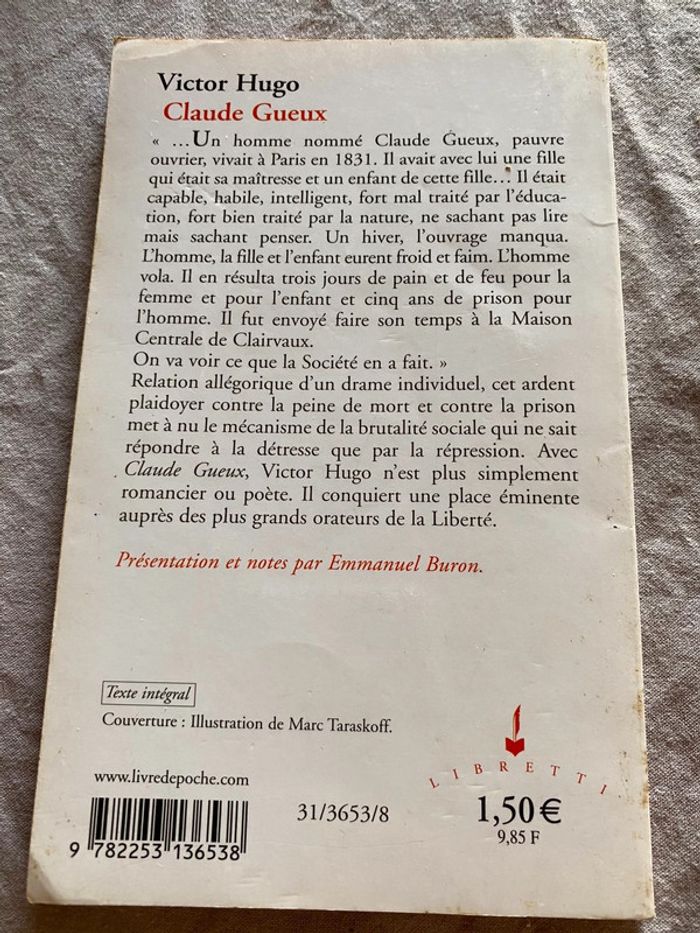 Victor Hugo
Claude Gueux
« …Un homme nommé Claude Gueux, pauvre
ouvrier, vivait à Paris en 1831. Il avait avec lui une fille
qui était sa maîtresse et un enfant de cette fille… Il était
capable, habile, intelligent, fort mal traité par l'éduca-
tion, fort bien traité par la nature, ne sachant pas lire
mais sachant penser. Un hiver, l'ouvrage manqua.
L'homme, la fille et l'enfant eurent froid et faim. L'homme
vola. Il en résulta trois jours de pain et de feu pour la
femme et pour l'enfant et cinq ans de prison pour
l'homme. Il fut envoyé faire son temps à la Maison
Centrale de Clairvaux.
On va voir ce que la Société en a fait. »
Relation allégorique d'un drame individuel, cet ardent
plaidoyer contre la peine de mort et contre la prison
met à nu le mécanisme de la brutalité sociale qui ne sait
répondre à la détresse que par la répression. Avec
Claude Gueux, Victor Hugo n'est plus simplement
romancier ou poète. Il conquiert une place éminente
auprès des plus grands orateurs de la Liberté.
Présentation et notes par Emmanuel Buron.
Texte intégral
Couverture : Illustration de Marc Taraskoff.
LIBRETTI
www.livredepoche.com
31/3653/8
1,50€
9,85 F
9 782253 136538